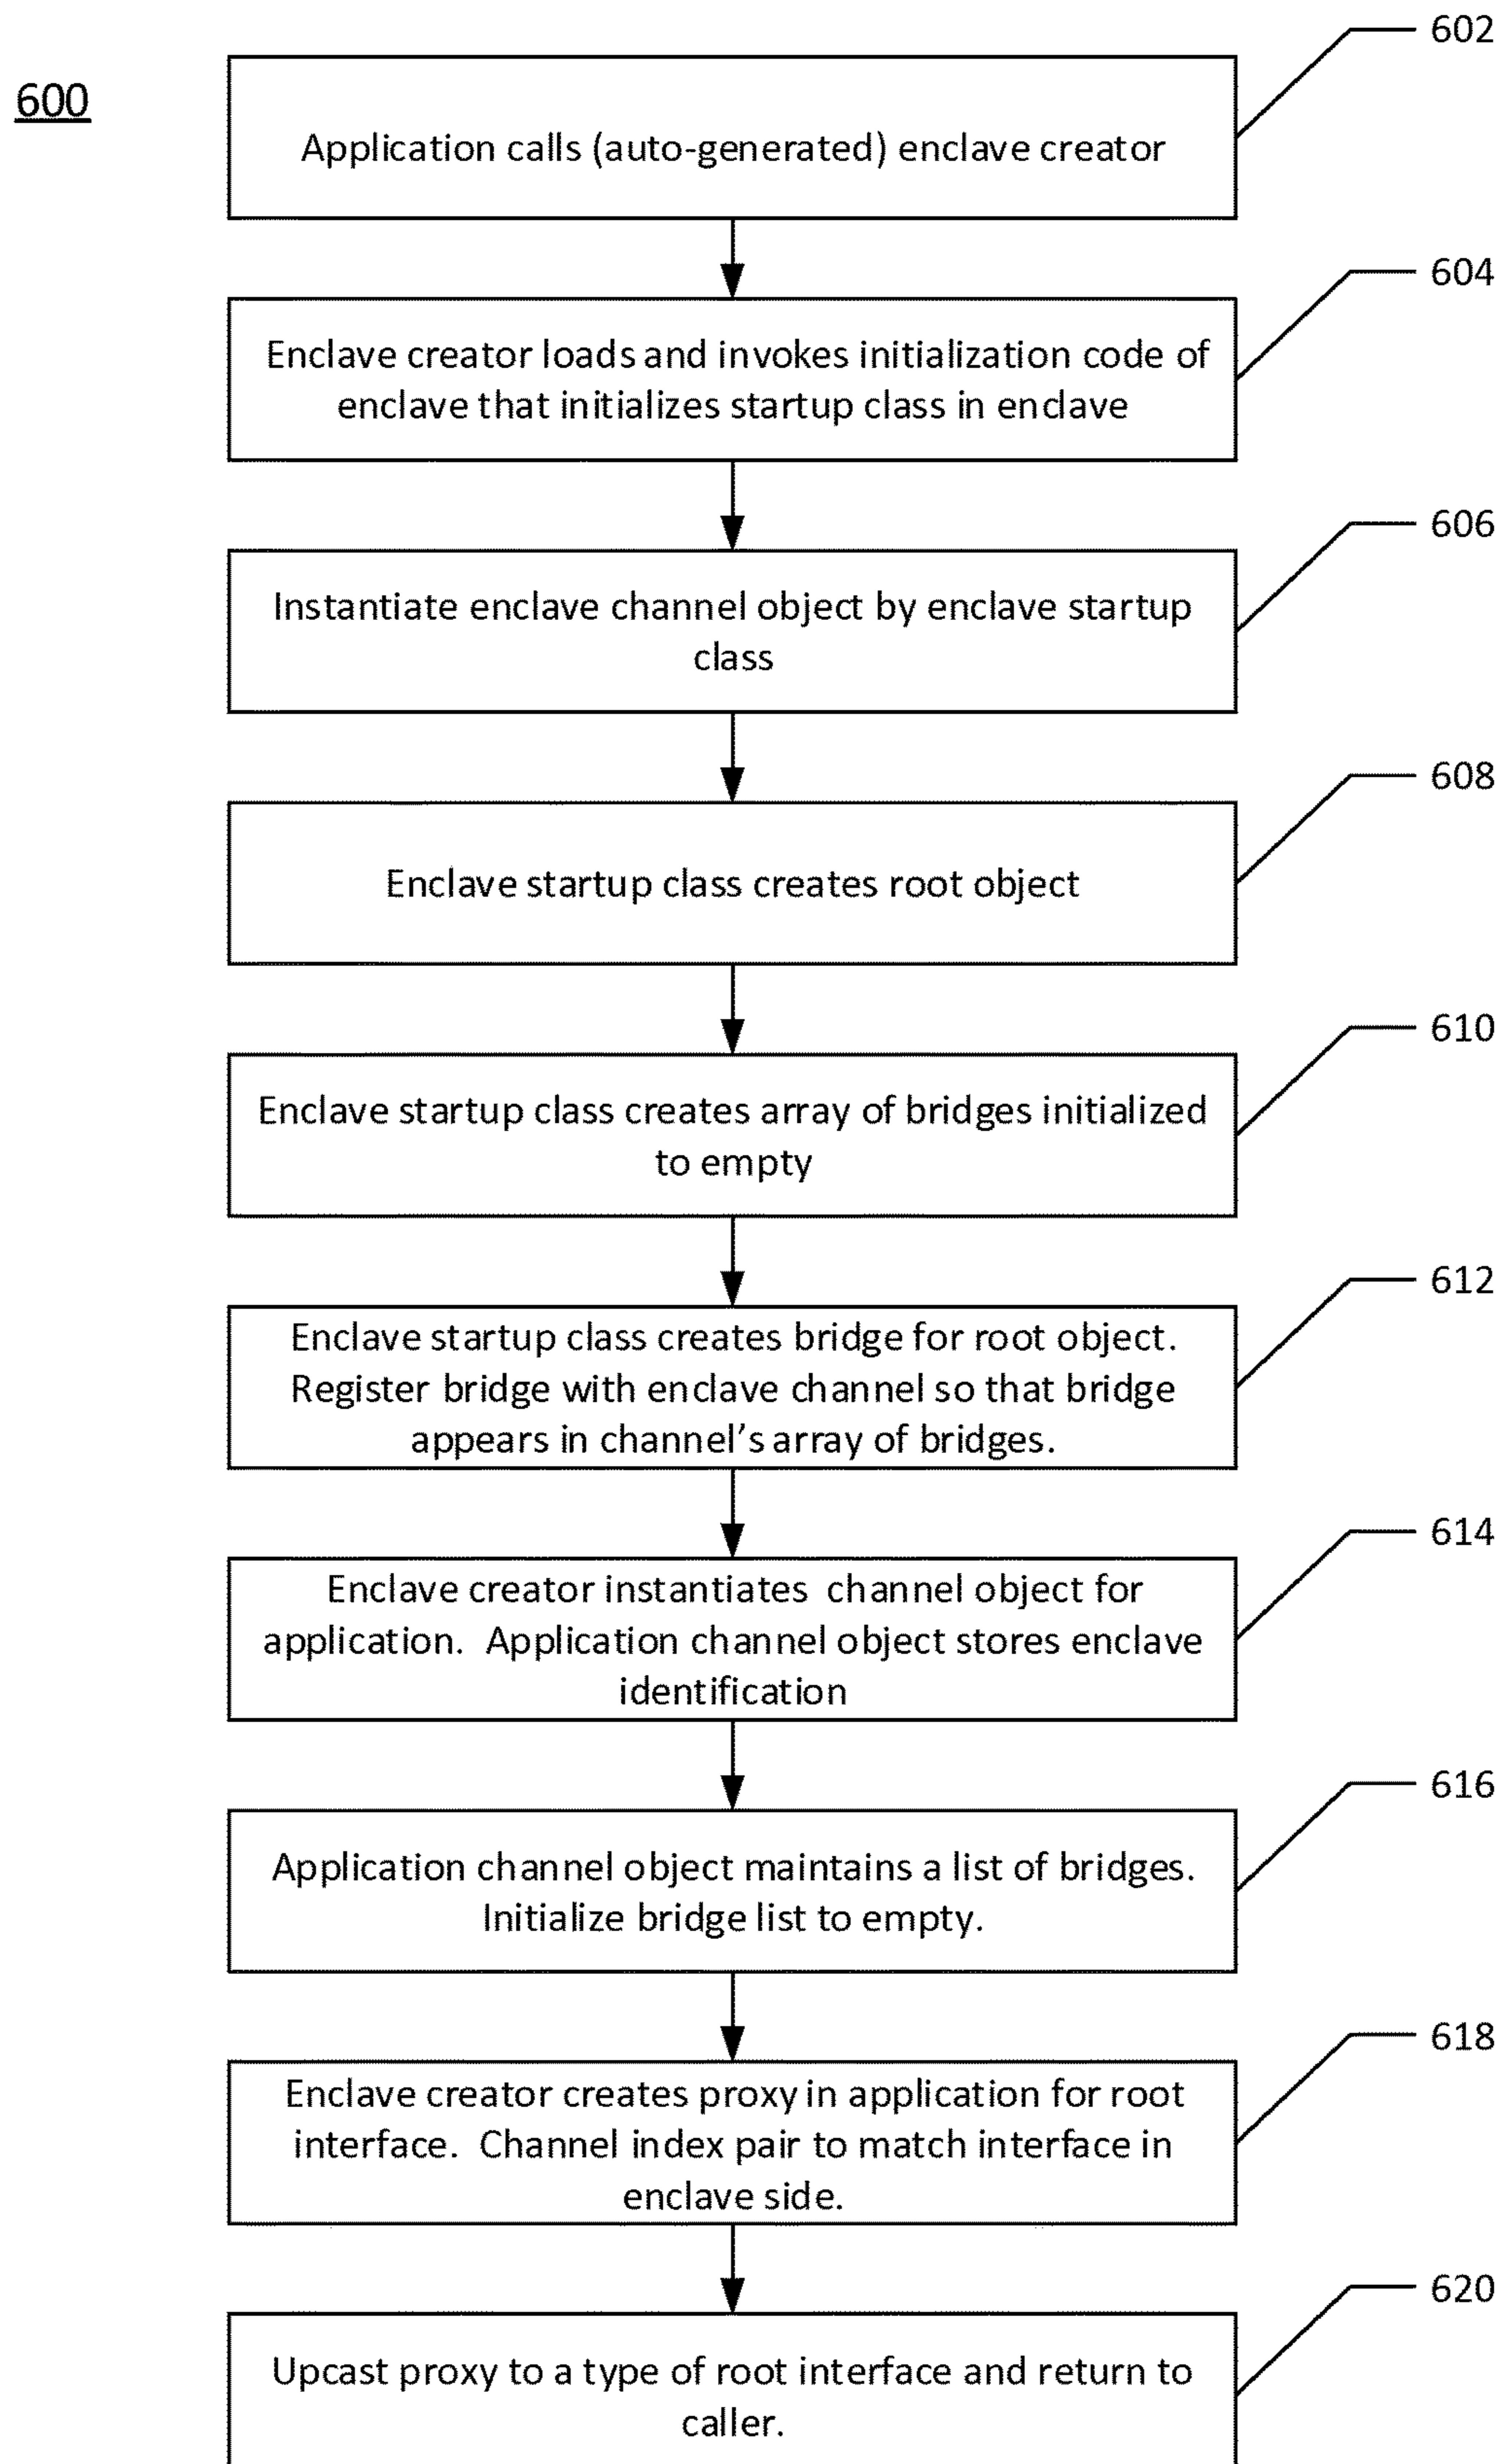 602
600
Application calls (auto-generated) enclave creator
604
Enclave creator loads and invokes initialization code of
enclave that initializes startup class in enclave
606
Instantiate enclave channel object by enclave startup
class
608
Enclave startup class creates root object
610
Enclave startup class creates array of bridges initialized
to empty
612
Enclave startup class creates bridge for root object.
Register bridge with enclave channel so that bridge
appears in channel's array of bridges.
614
Enclave creator instantiates channel object for
application. Application channel object stores enclave
identification
616
Application channel object maintains a list of bridges.
Initialize bridge list to empty.
618
Enclave creator creates proxy in application for root
interface. Channel index pair to match interface in
enclave side.
620
Upcast proxy to a type of root interface and return to
caller.